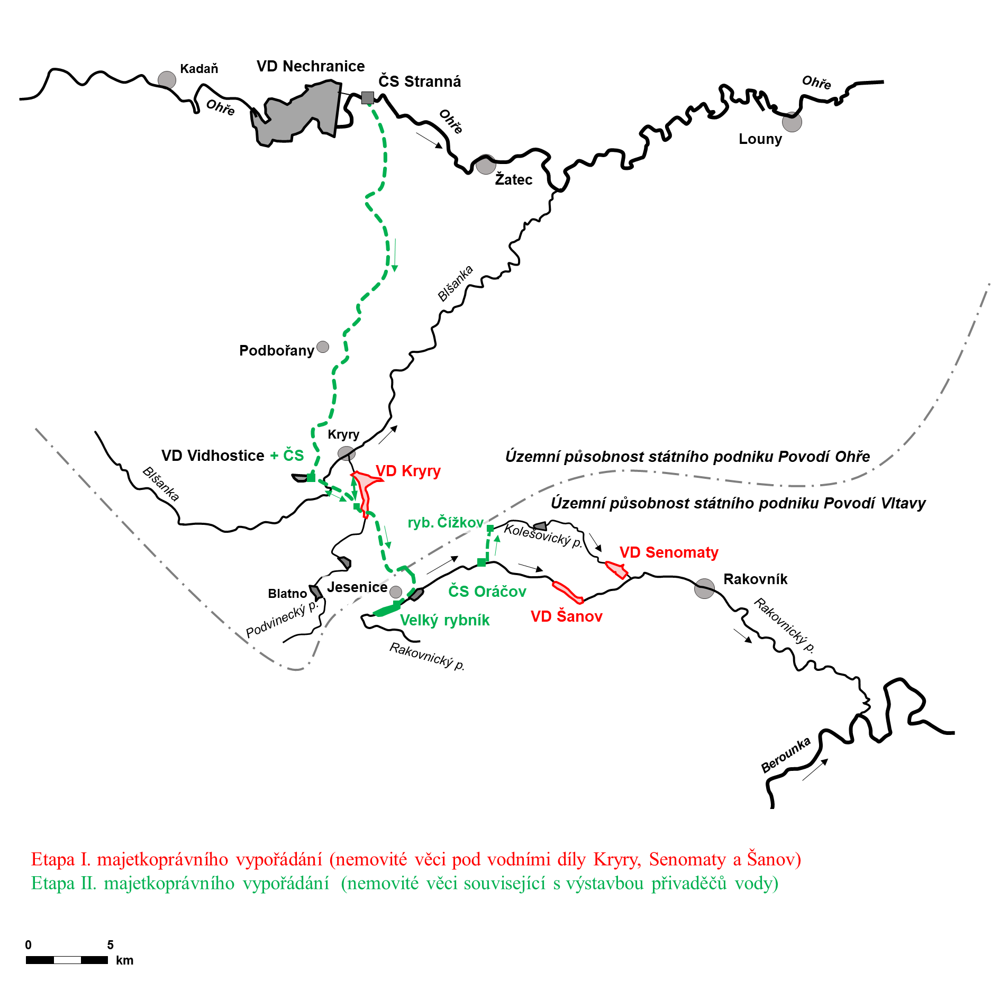 VD Nechranice
Kadaň
ČS Stranná
Ohře
Ohře
Ohře
Louny
Žatec
Blšanka
Podbořany
Kryry
VD Vidhostice + ČS
Územní působnost státního podniku Povodí Ohře
VD Kryry
Blšanka
Územní působnost státního podniku Povodí Vltavy
ryb. Čížkov
Kolešovický p.
VD Senomaty
Rakovník
Jesenice
Blatno
ČS Oráčov
Podvinecký p.
Velký rybník
VD Šanov
Rakovnický p.
Rakovnický p.
Berounka
Etapa I. majetkoprávního vypořádání (nemovité věci pod vodními díly Kryry, Senomaty a Šanov)
Etapa II. majetkoprávního vypořádání (nemovité věci související s výstavbou přivaděčů vody)
0 5
km